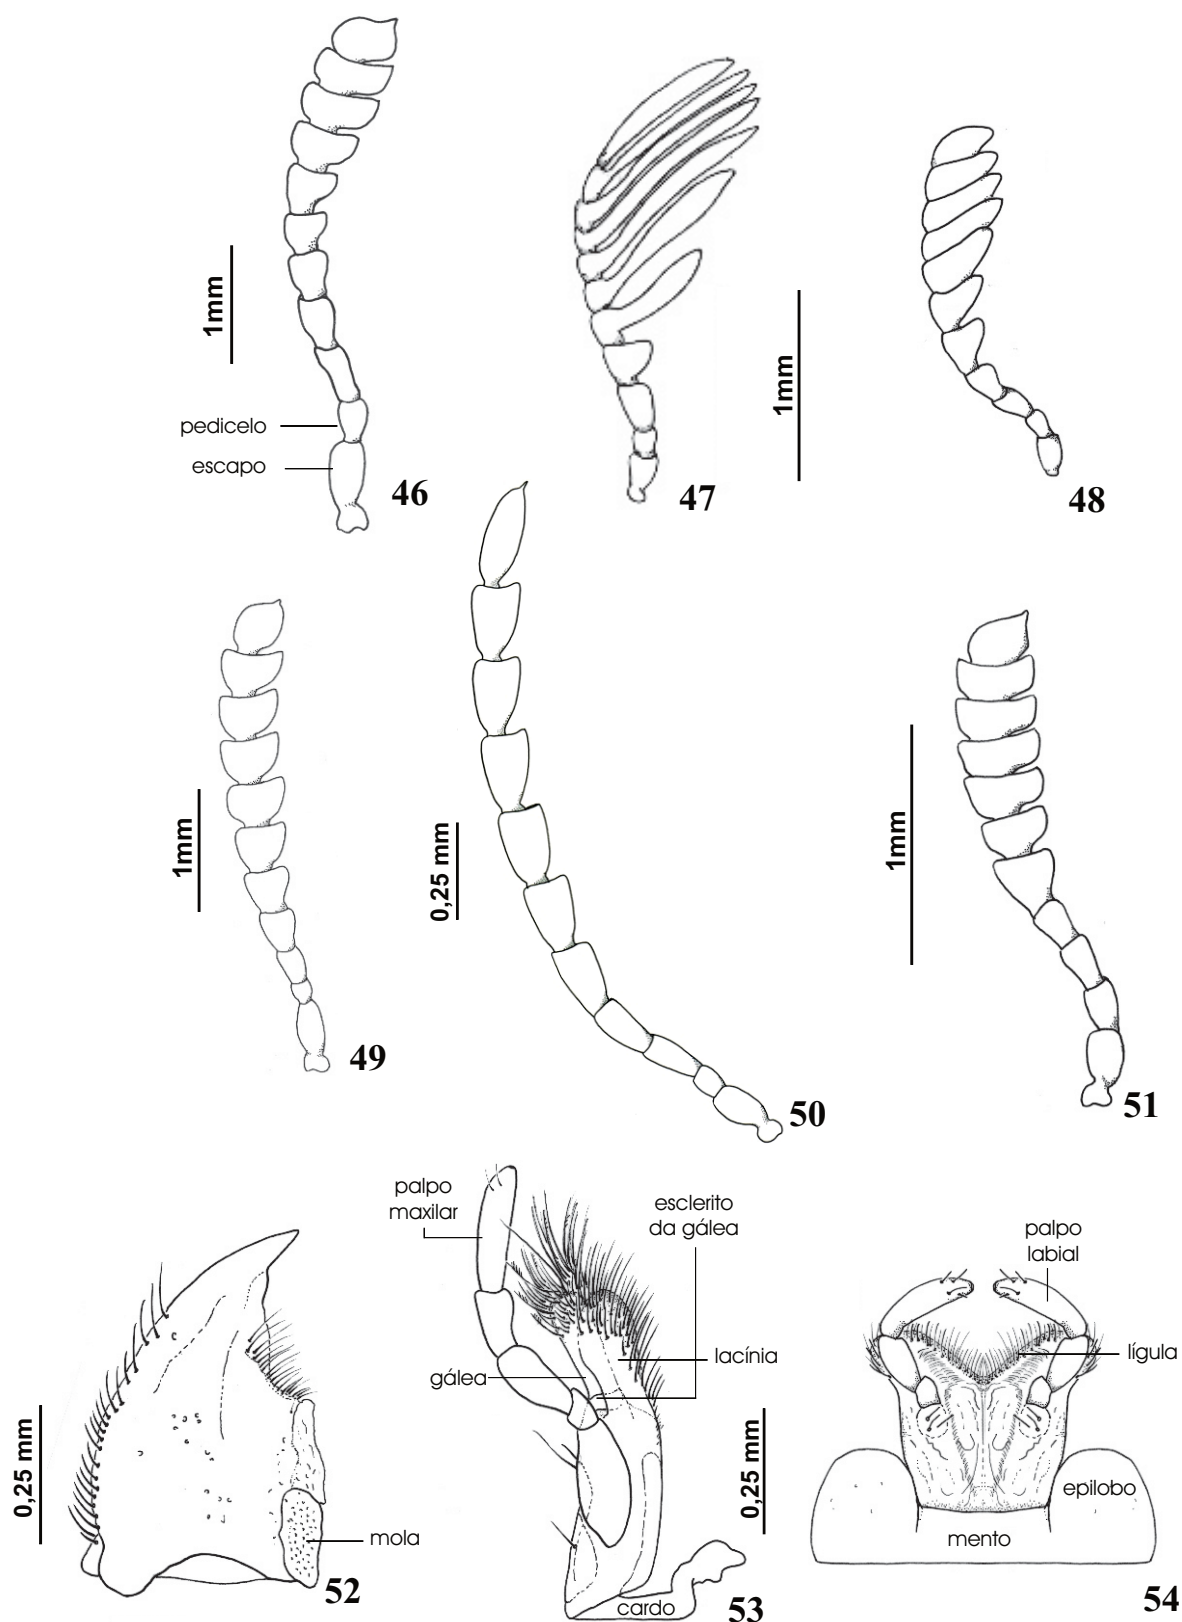 1mm
pedicelo
escapo
46
47
1mm
48
1mm
49
0,25 mm
50
1mm
51
0,25 mm
mola
52
palpo
maxilar
esclerito
da gálea
gálea
lacínia
0,25 mm
cardo
53
palpo
labial
lígula
epilobo
mento
54